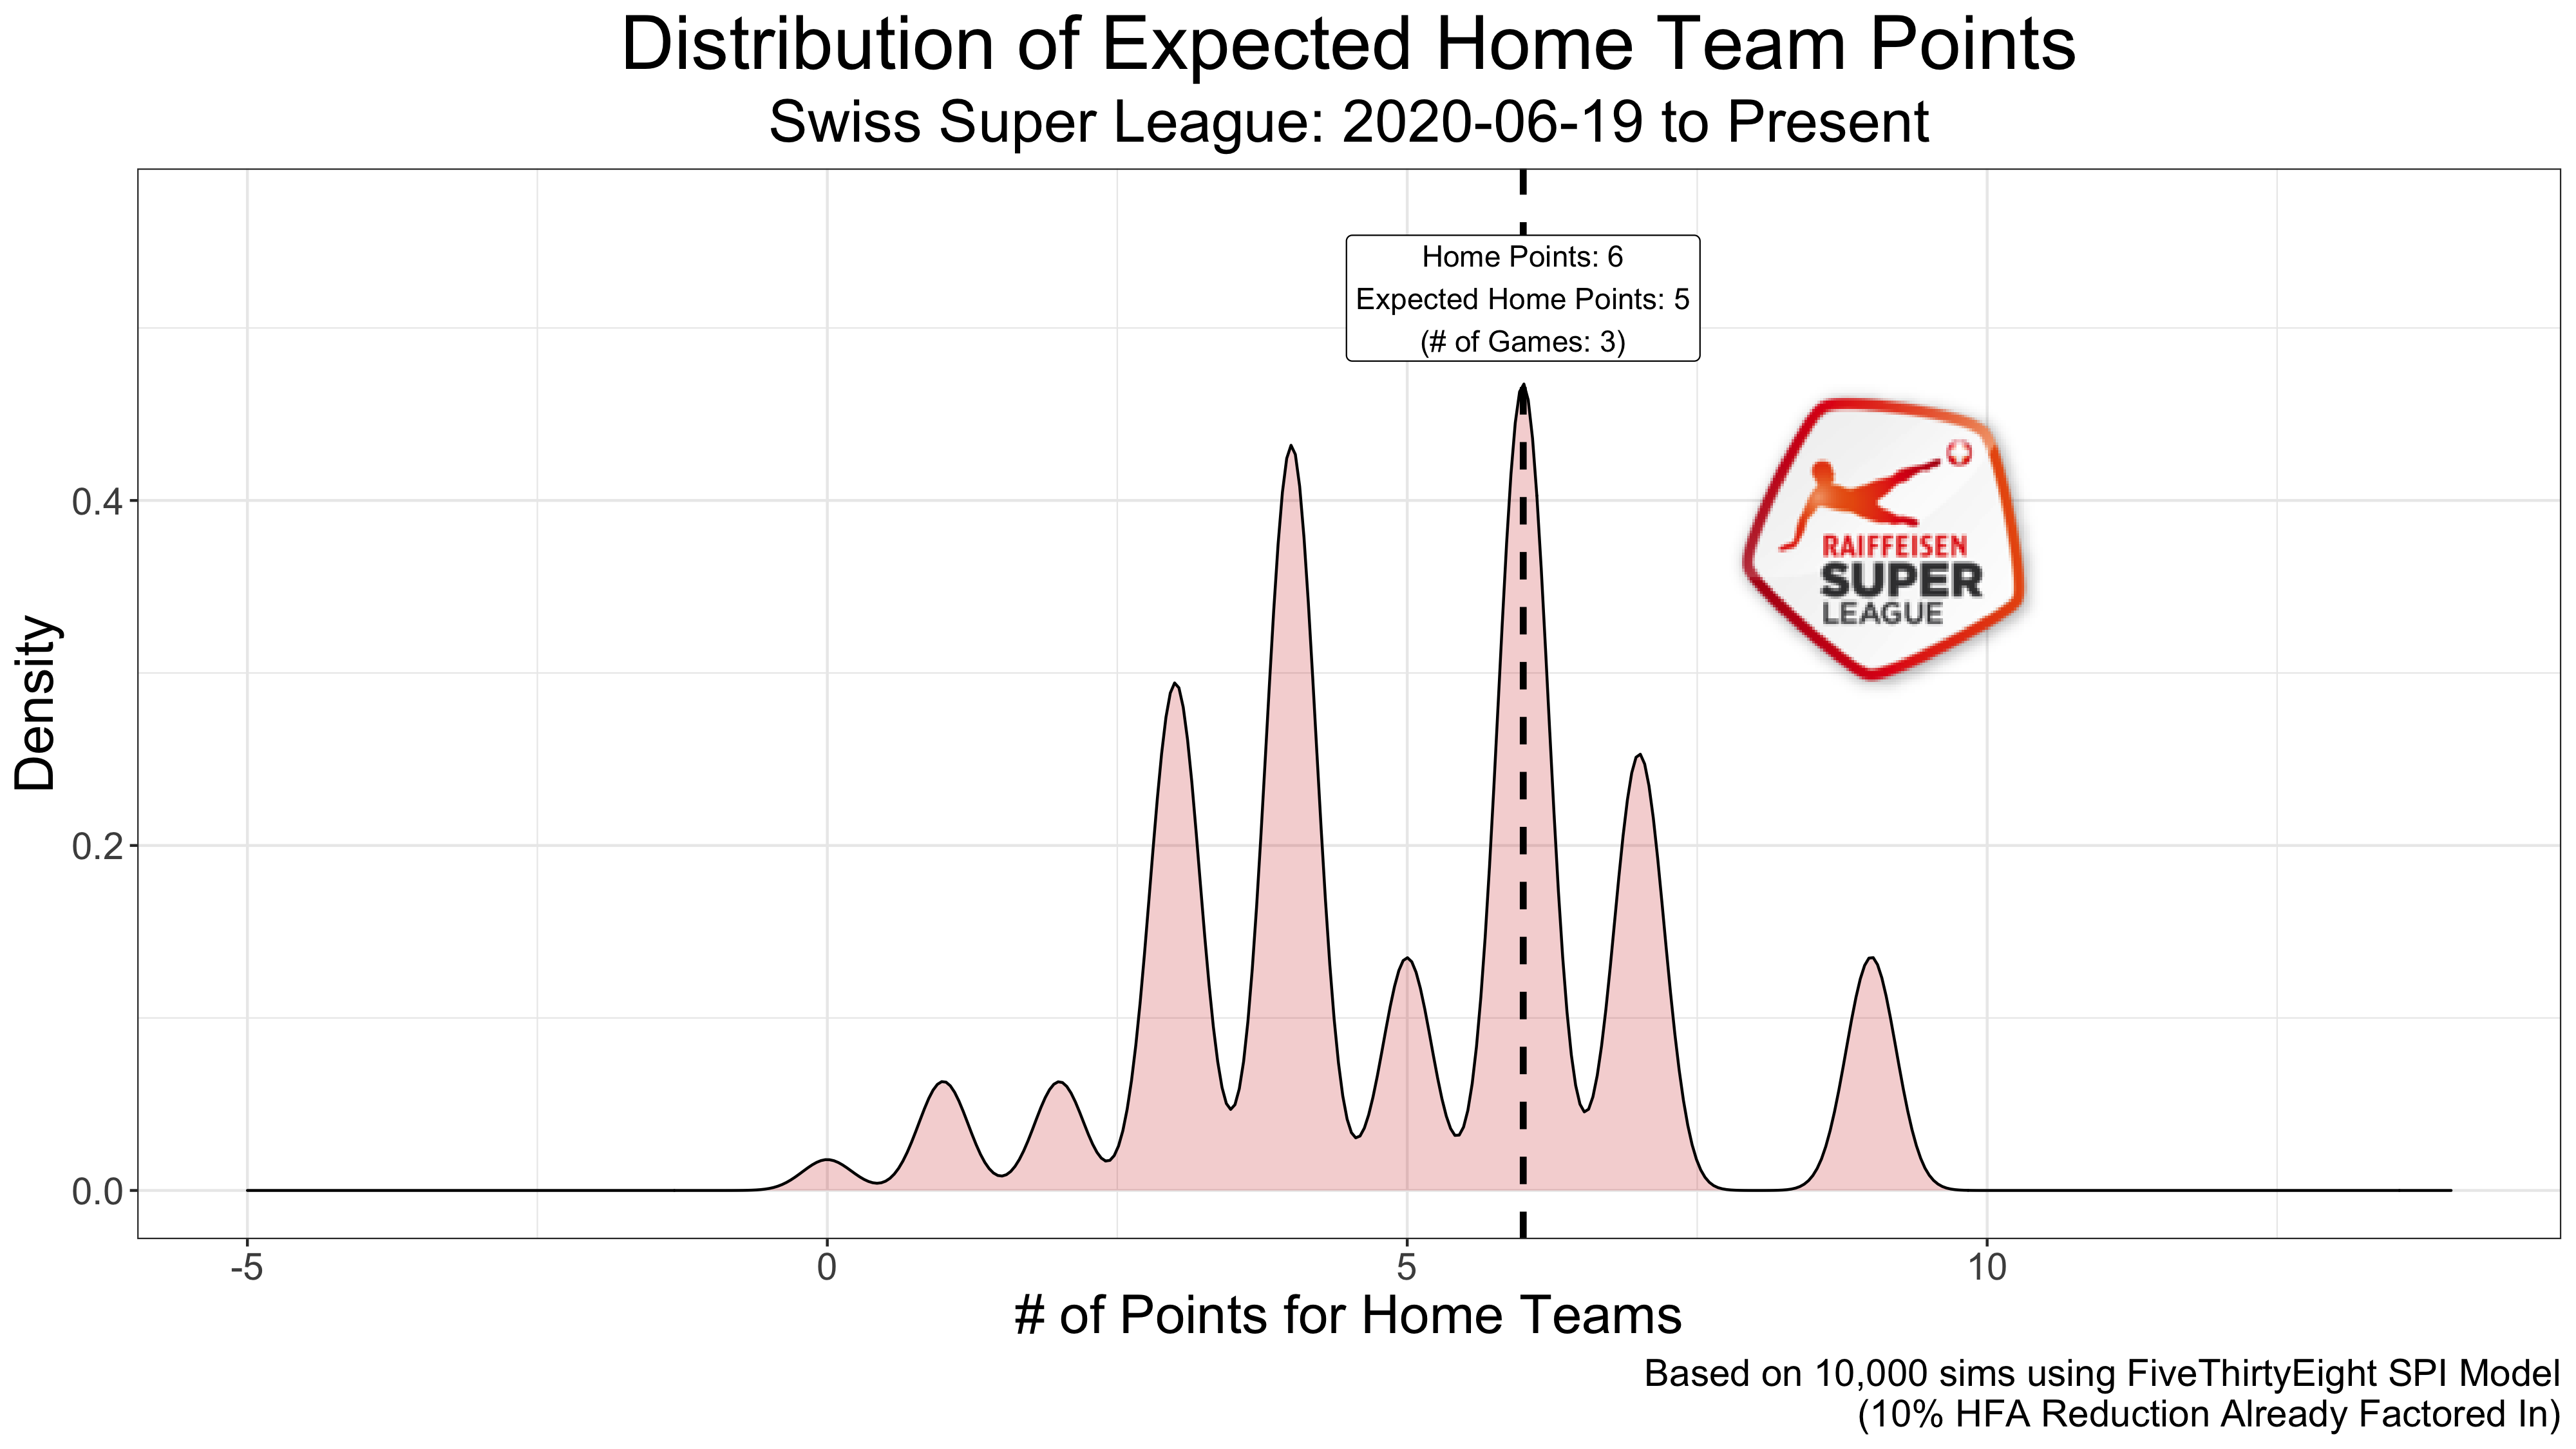 Distribution of Expected Home Team Points
Swiss Super League: 2020-06-19 to Present
Home Points: 6
Expected Home Points: 5
(# of Games: 3)
RAIFFEISEN
SUPER
LEAGUE
Density
0.4
0.2
0.0
-5 0 5 10
# of Points for Home Teams
Based on 10,000 sims using FiveThirtyEight SPI Model
(10% HFA Reduction Already Factored In)